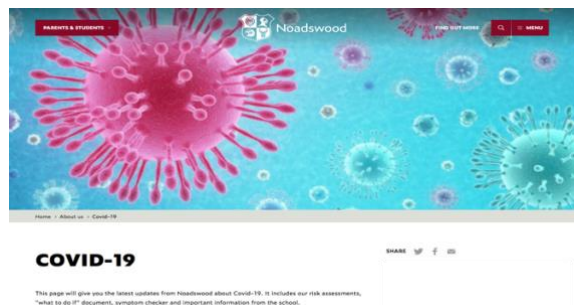 PARENTS & STUDENTS
Noadswood
FIND OUT MORE
MENU
Home > About us > Covid-19
COVID-19
SHARE
This page will give you the latest updates from Noadswood about Covid-19. It includes our risk assessments,
"what to do if" document, symptom checker and important information from the school.